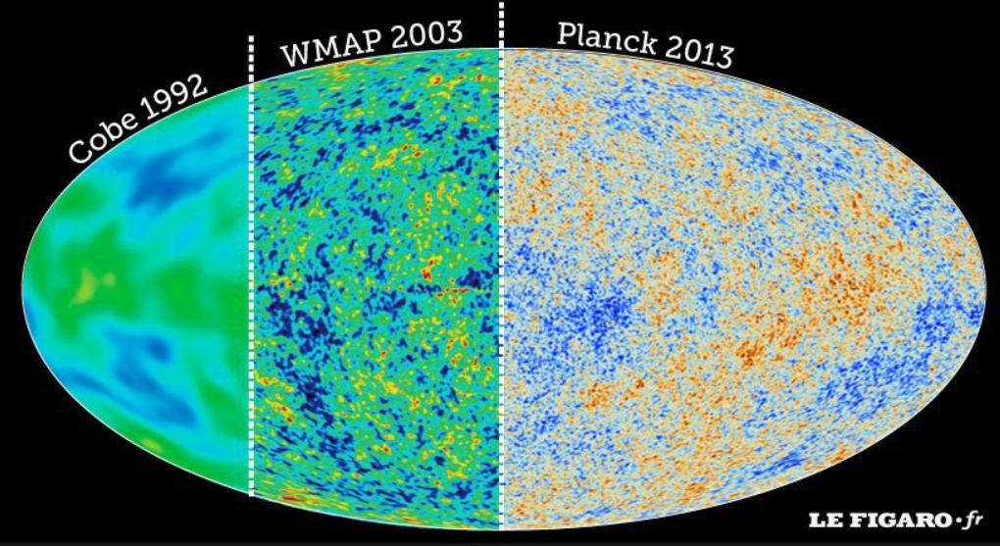 Cobe 1992
WMAP 2003
Planck 2013
LE FIGARO·fr